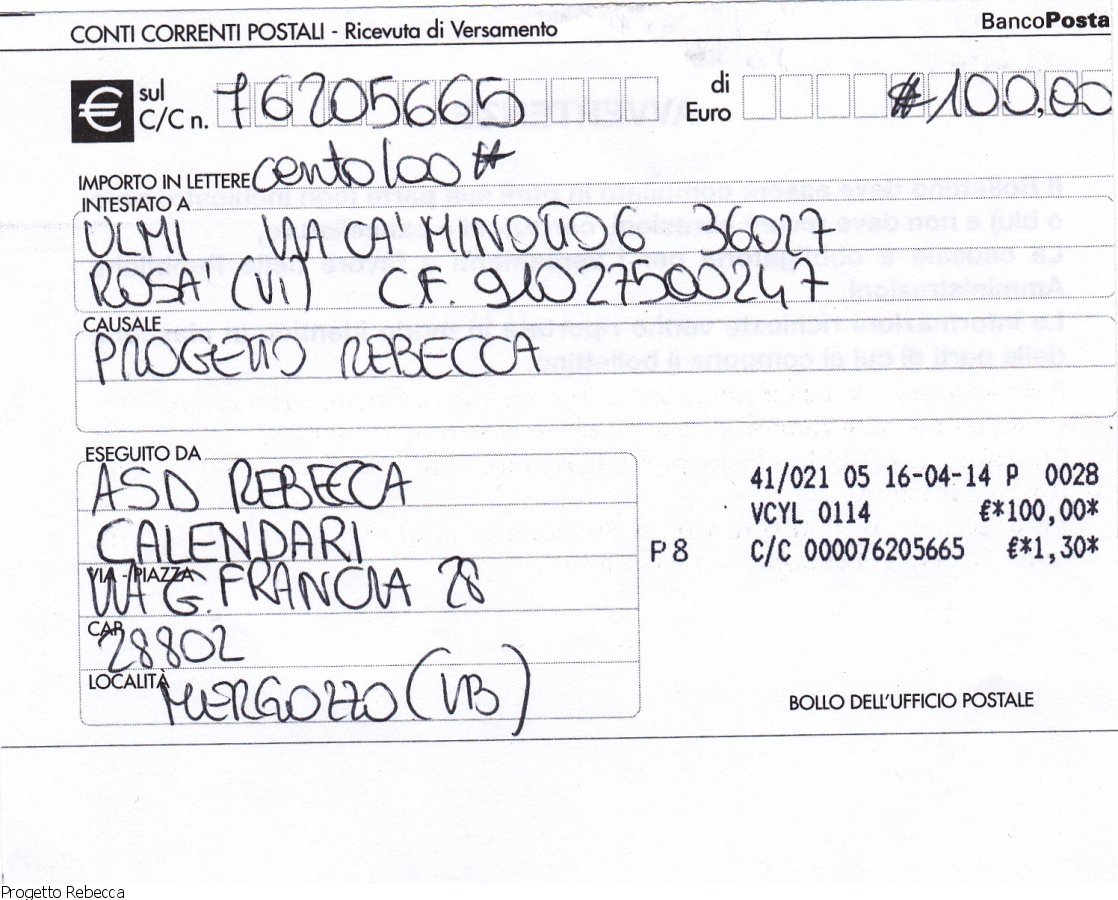 CONTI CORRENTI POSTALI - Ricevuta di Versamento
BancoPosta
€ sul C/C n. 76205665 di Euro #100,00
IMPORTO IN LETTERE cento/00 #
INTESTATO A
ULMI VIA CA' MINOTTO 6 36027
ROSA' (VI) C.F. 91027500247
CAUSALE
PROGETTO REBECCA
ESEGUITO DA
ASD REBECCA
CALENDARI
VIA - PIAZZA
VIA G. FRANCIA 28
CAP
28802
LOCALITÀ
MERGOZZO (VB)
41/021 05 16-04-14 P 0028
VCYL 0114 €*100,00*
P 8 C/C 000076205665 €*1,30*
BOLLO DELL'UFFICIO POSTALE
Progetto Rebecca